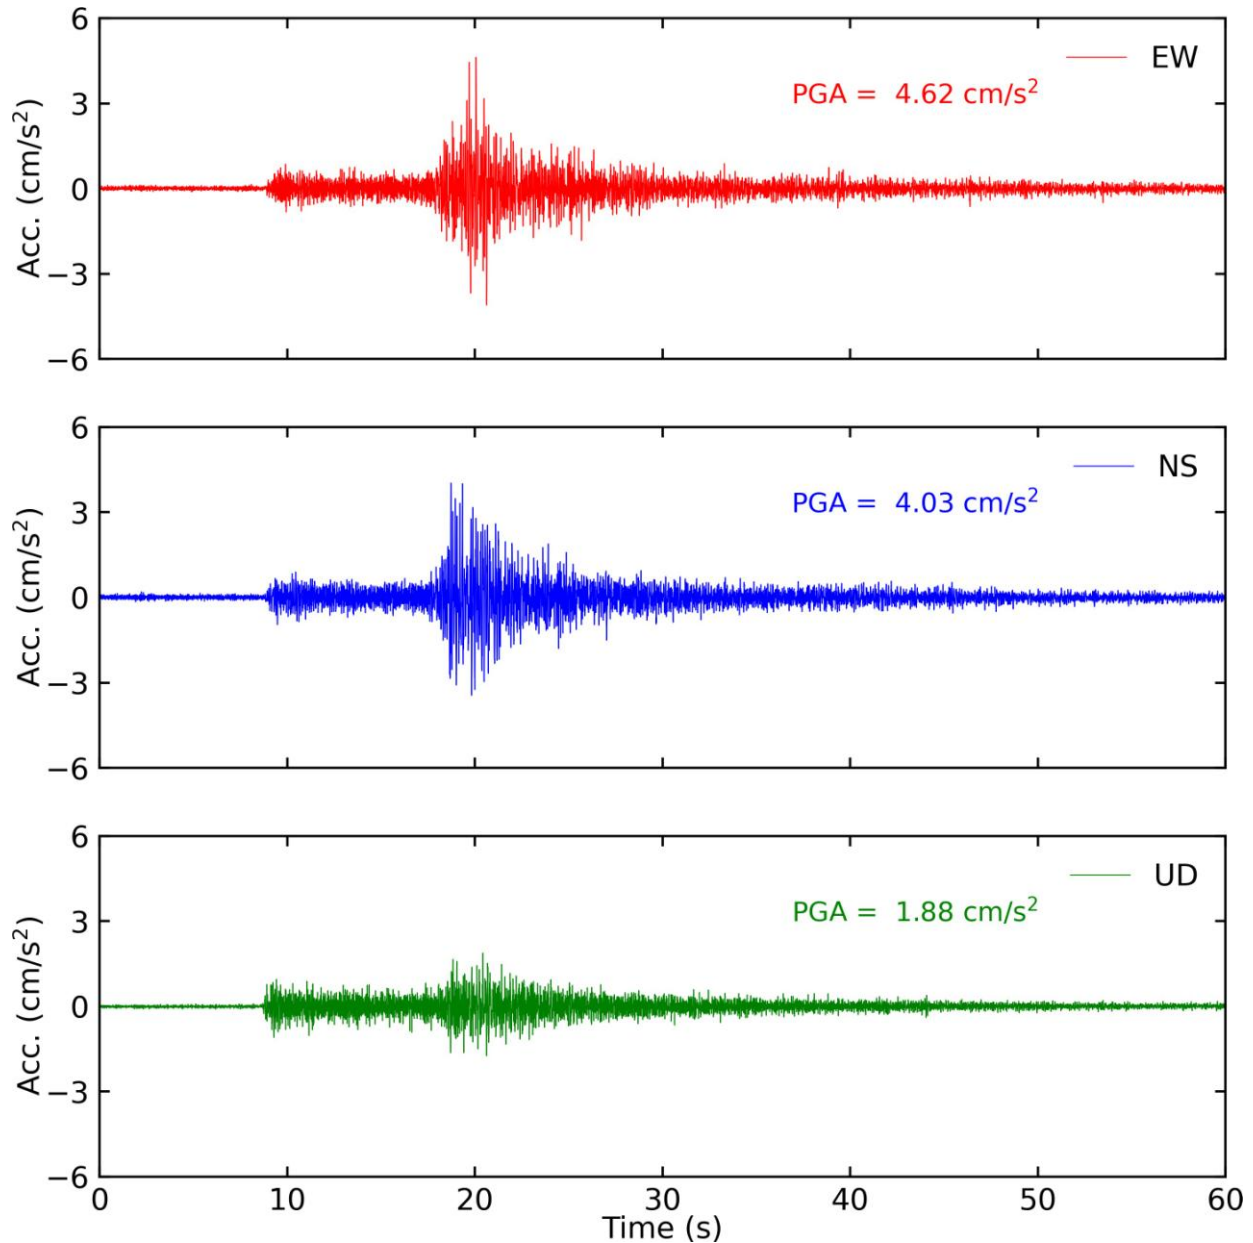 6
3
0
−3
−6
Acc. (cm/s²)
EW
PGA = 4.62 cm/s²
6
3
0
−3
−6
Acc. (cm/s²)
NS
PGA = 4.03 cm/s²
6
3
0
−3
−6
Acc. (cm/s²)
UD
PGA = 1.88 cm/s²
0 10 20 30 40 50 60
Time (s)